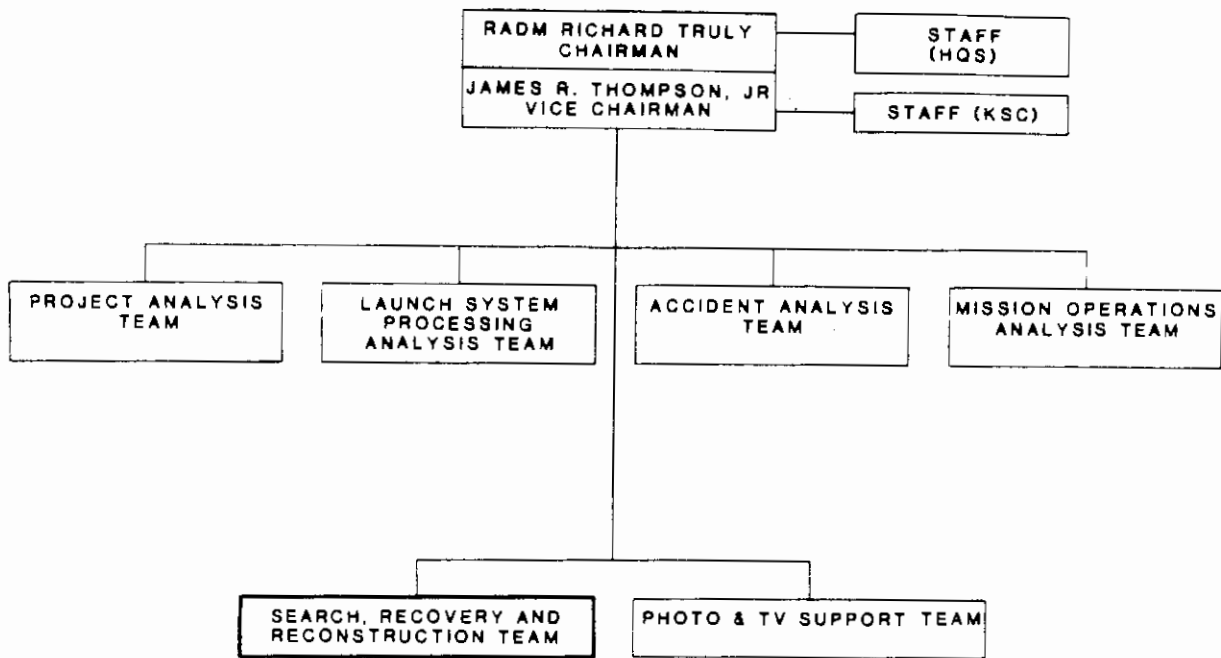 RADM RICHARD TRULY
CHAIRMAN
STAFF
(HQS)
JAMES R. THOMPSON, JR
VICE CHAIRMAN
STAFF (KSC)
PROJECT ANALYSIS
TEAM
LAUNCH SYSTEM
PROCESSING
ANALYSIS TEAM
ACCIDENT ANALYSIS
TEAM
MISSION OPERATIONS
ANALYSIS TEAM
SEARCH, RECOVERY AND
RECONSTRUCTION TEAM
PHOTO & TV SUPPORT TEAM